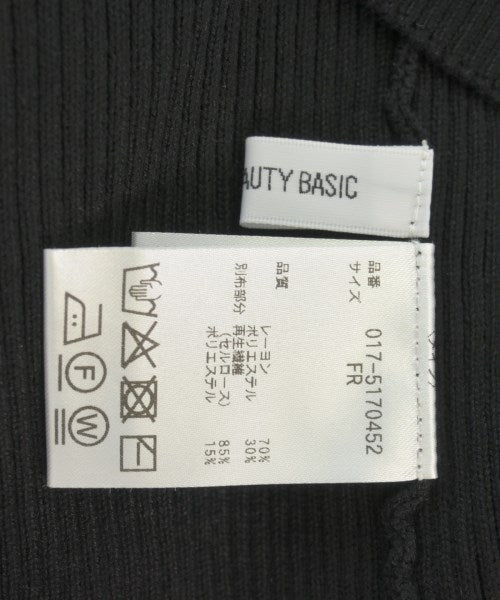 AUTY BASIC
品番 017-5170452
サイズ FR
品質
レーヨン 70%
ポリエステル 30%
別布部分
再生繊維
(セルロース) 85%
ポリエステル 15%
F
W